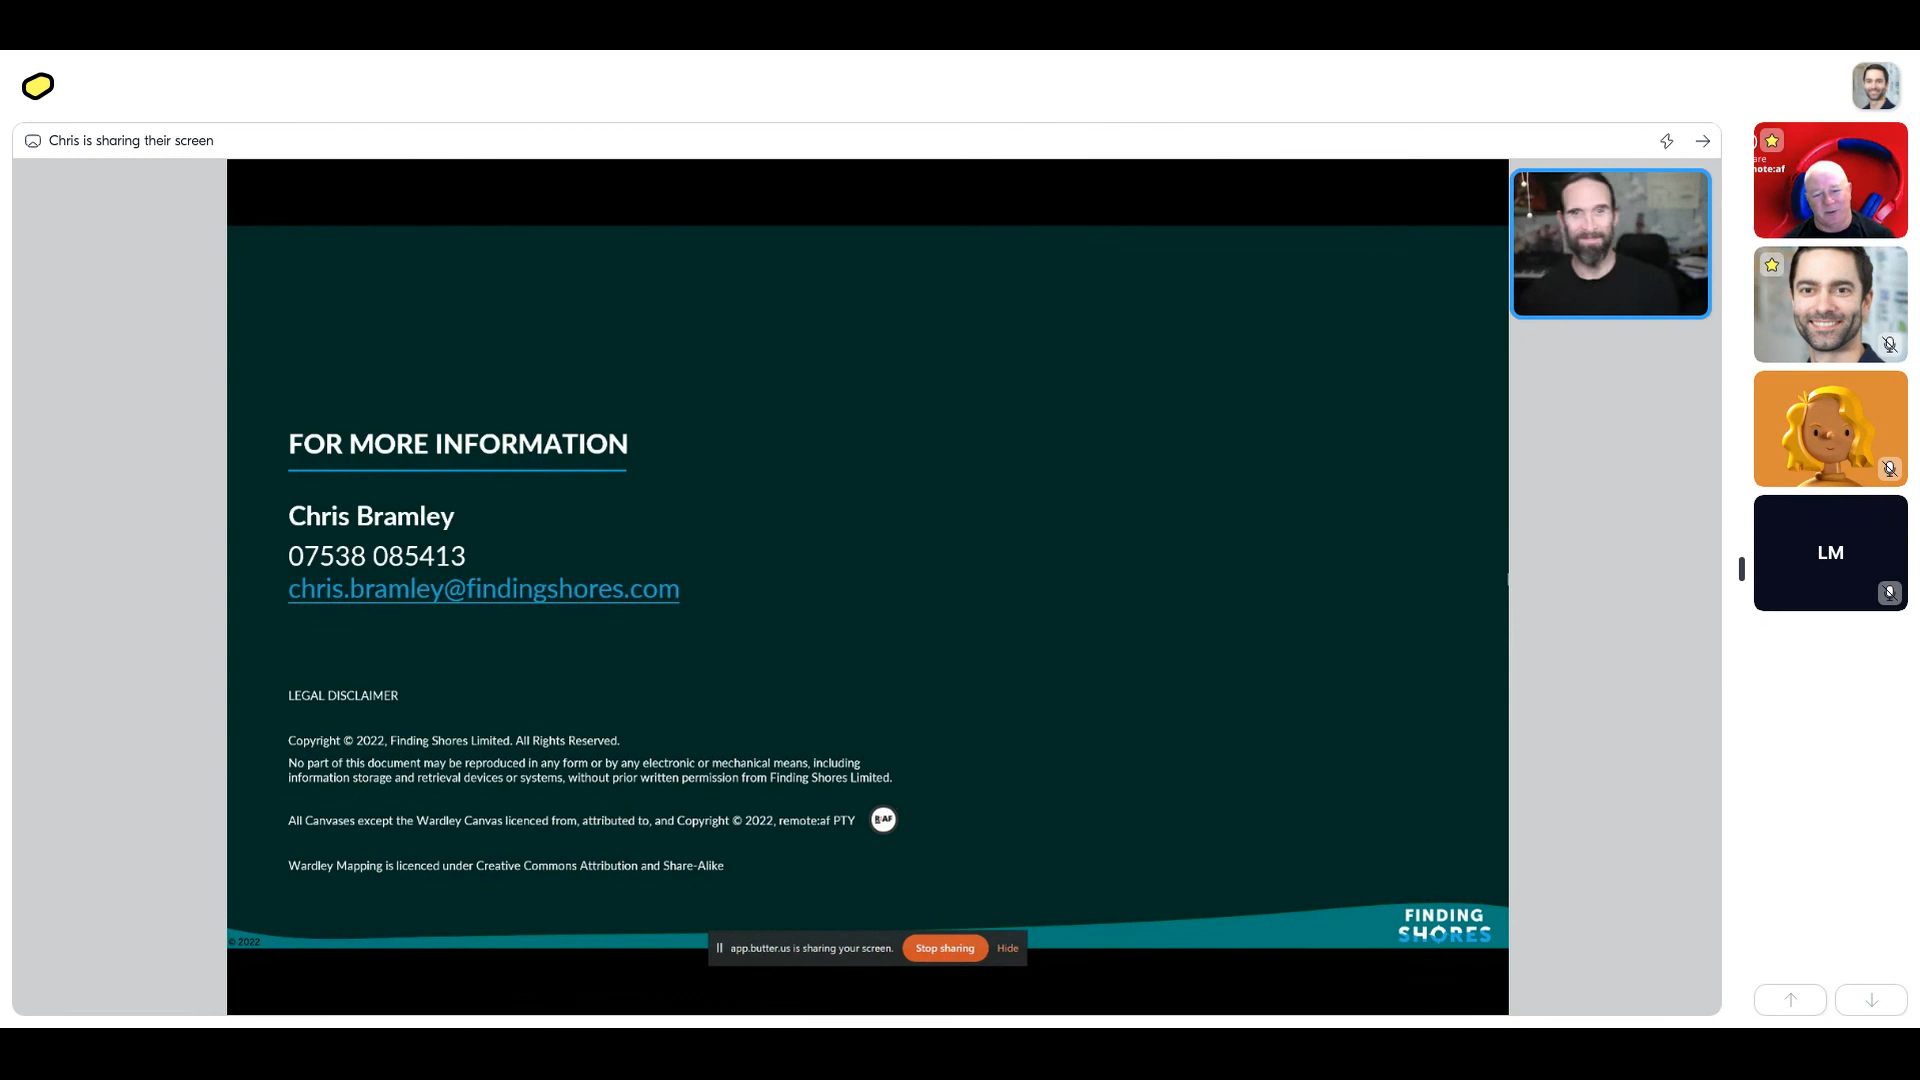 Chris is sharing their screen
are
note:af
FOR MORE INFORMATION
Chris Bramley
07538 085413
chris.bramley@findingshores.com
LM
LEGAL DISCLAIMER
Copyright © 2022, Finding Shores Limited. All Rights Reserved.
No part of this document may be reproduced in any form or by any electronic or mechanical means, including
information storage and retrieval devices or systems, without prior written permission from Finding Shores Limited.
All Canvases except the Wardley Canvas licenced from, attributed to, and Copyright © 2022, remote:af PTY
R:AF
Wardley Mapping is licenced under Creative Commons Attribution and Share-Alike
FINDING
SHORES
© 2022
app.butter.us is sharing your screen.
Stop sharing
Hide